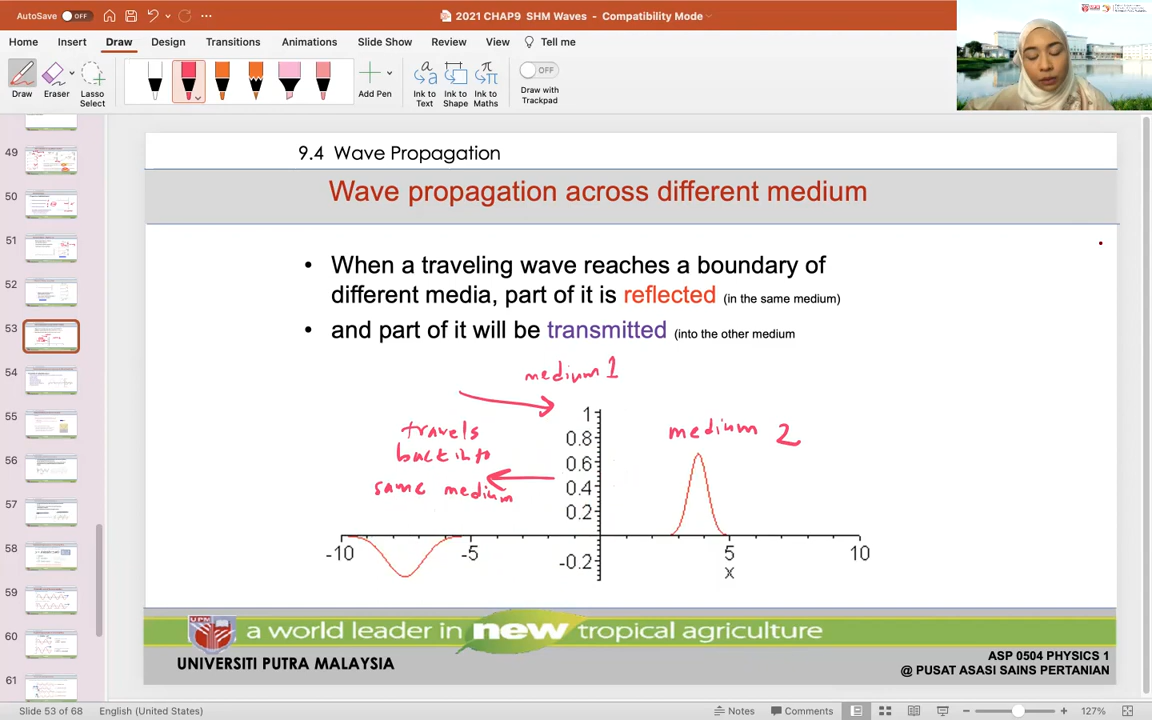 AutoSave OFF
2021 CHAP9 SHM Waves - Compatibility Mode
Home Insert Draw Design Transitions Animations Slide Show Review View Tell me
Draw Eraser Lasso Select Add Pen Ink to Text Ink to Shape Ink to Maths OFF Draw with Trackpad
49
50
51
52
53
54
55
56
57
58
59
60
61
9.4 Wave Propagation
Wave propagation across different medium
• When a traveling wave reaches a boundary of
different media, part of it is reflected (in the same medium)
• and part of it will be transmitted (into the other medium
medium 1
travels
back into
same medium
medium 2
1
0.8
0.6
0.4
0.2
-0.2
-10 -5 5 10
x
UPM
a world leader in new tropical agriculture
UNIVERSITI PUTRA MALAYSIA
ASP 0504 PHYSICS 1
@ PUSAT ASASI SAINS PERTANIAN
Slide 53 of 68 English (United States) Notes Comments 127%